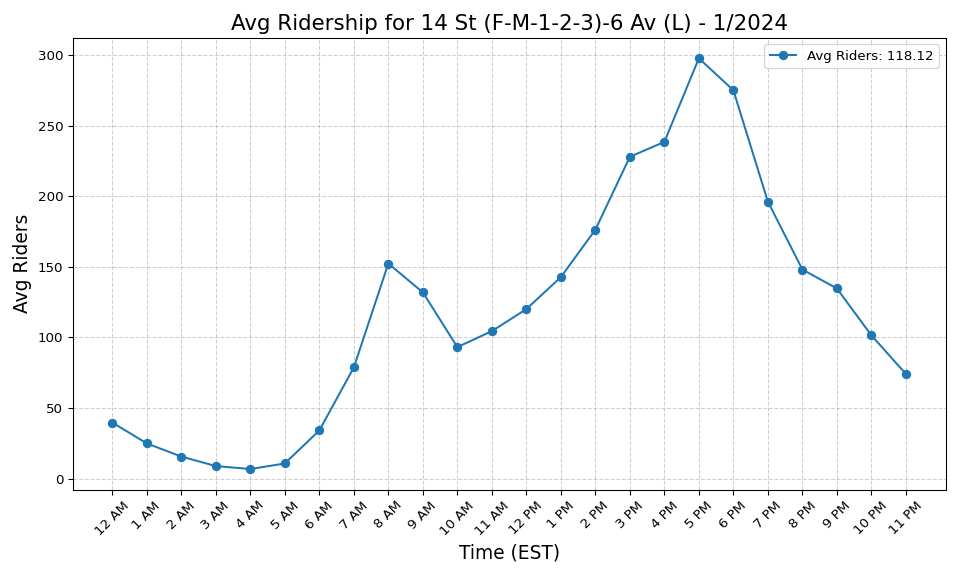 Avg Ridership for 14 St (F-M-1-2-3)-6 Av (L) - 1/2024
Avg Riders: 118.12
300
250
200
150
100
50
0
Avg Riders
12 AM
1 AM
2 AM
3 AM
4 AM
5 AM
6 AM
7 AM
8 AM
9 AM
10 AM
11 AM
12 PM
1 PM
2 PM
3 PM
4 PM
5 PM
6 PM
7 PM
8 PM
9 PM
10 PM
11 PM
Time (EST)